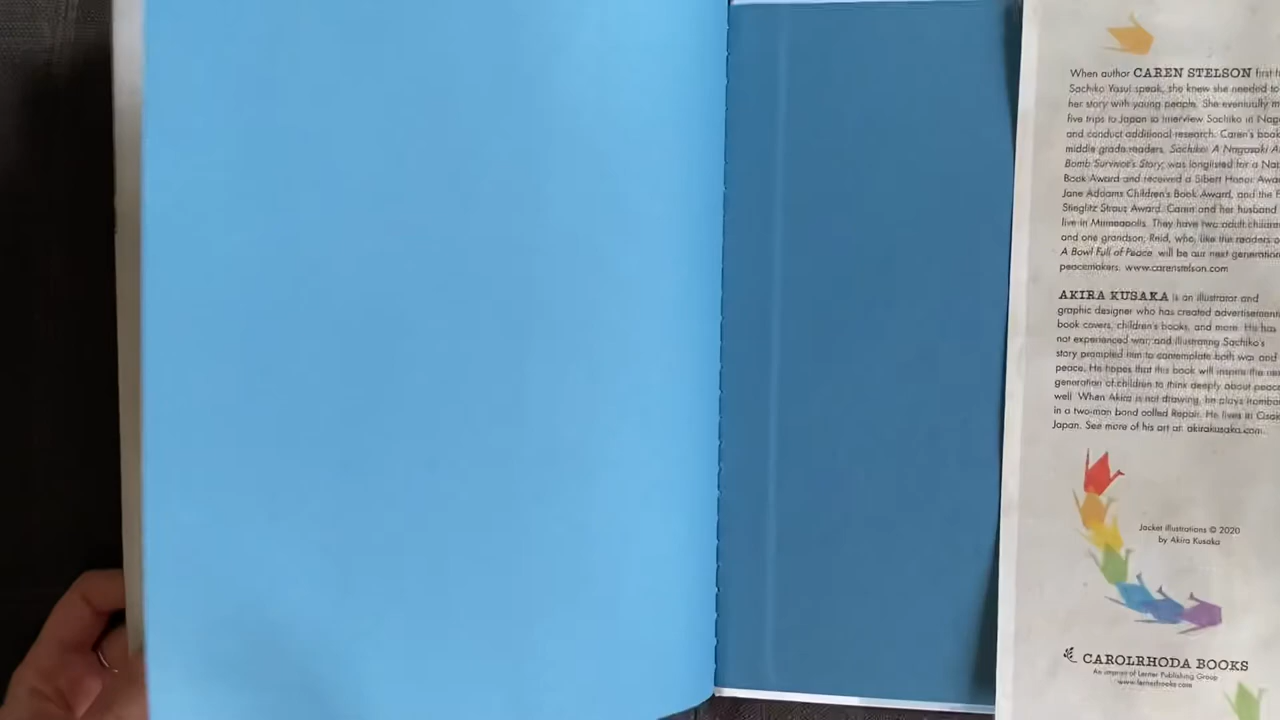 When author CAREN STELSON first
Sachiko Yasui speak, she knew she needed to
her story with young people. She eventually
five trips to Japan to interview Sachiko in
and conduct additional research. Caren's book
middle grade readers, Sachiko: A Nagasaki
Bomb Survivor's Story, was longlisted for a
Book Award and received a Sibert Honor
Jane Addams Children's Book Award, and the
Stieglitz Straus Award. Caren and her husband
live in Minneapolis. They have two adult
and one grandson, Reid, who, like the readers
A Bowl Full of Peace, will be our next generation
peacemakers. www.carenstelson.com
AKIRA KUSAKA is an illustrator and
graphic designer who has created
book covers, children's books, and more. He has
not experienced war, and illustrating Sachiko's
story prompted him to contemplate both war and
peace. He hopes that this book will inspire the
generation of children to think deeply about
well. When Akira is not drawing, he plays
in a two-man band called Repair. He lives in
Japan. See more of his art at: akirakusaka.com.
Jacket illustrations © 2020
by Akira Kusaka
CAROLRHODA BOOKS
An imprint of Lerner Publishing Group
www.lernerbooks.com